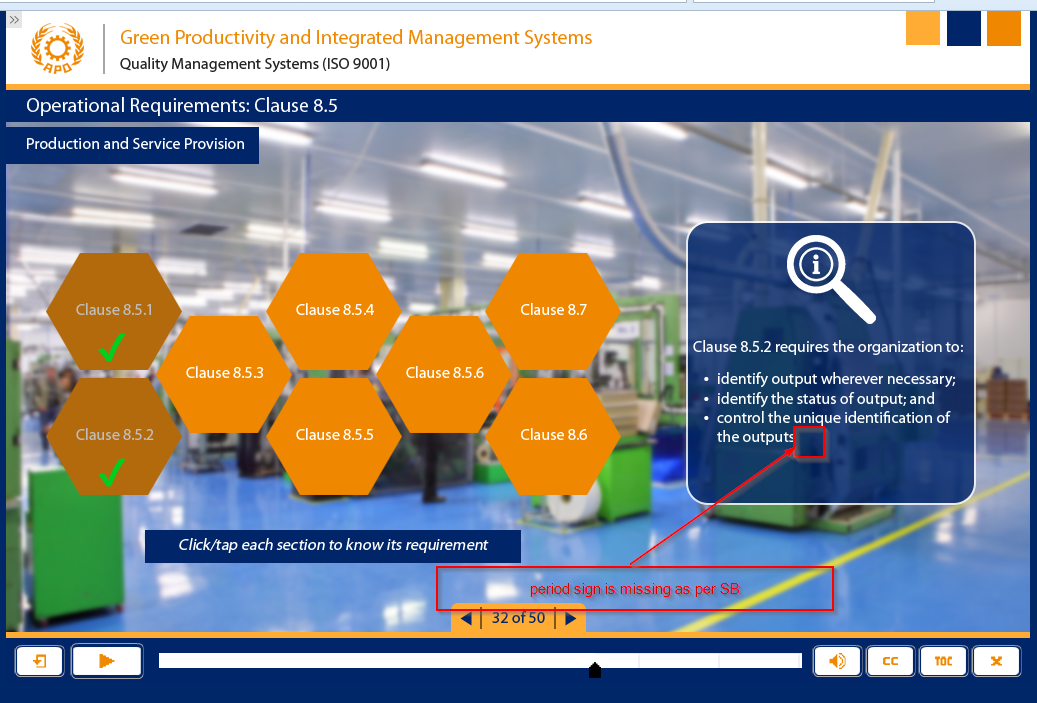 »
APO
Green Productivity and Integrated Management Systems
Quality Management Systems (ISO 9001)
Operational Requirements: Clause 8.5
Production and Service Provision
Clause 8.5.1
Clause 8.5.4
Clause 8.7
Clause 8.5.3
Clause 8.5.6
Clause 8.5.2
Clause 8.5.5
Clause 8.6
i
Clause 8.5.2 requires the organization to:
• identify output wherever necessary;
• identify the status of output; and
• control the unique identification of
the outputs
Click/tap each section to know its requirement
period sign is missing as per SB
32 of 50
CC
TOC
X